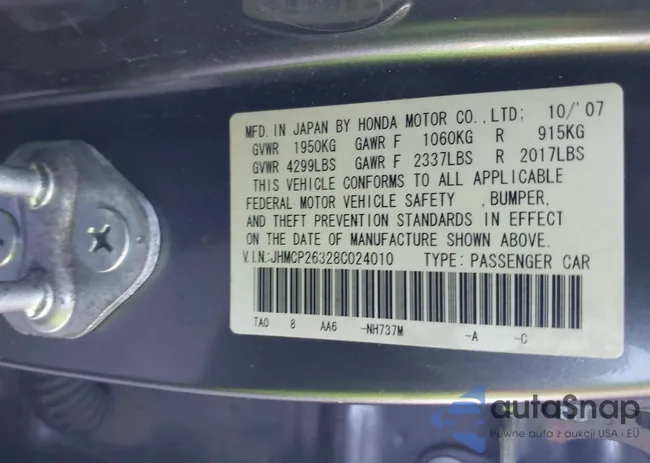 MFD. IN JAPAN BY HONDA MOTOR CO.,LTD; 10/'07
GVWR 1950KG GAWR F 1060KG R 915KG
GVWR 4299LBS GAWR F 2337LBS R 2017LBS
THIS VEHICLE CONFORMS TO ALL APPLICABLE
FEDERAL MOTOR VEHICLE SAFETY ,BUMPER,
AND THEFT PREVENTION STANDARDS IN EFFECT
ON THE DATE OF MANUFACTURE SHOWN ABOVE.
V.I.N:JHMCP26328C024010 TYPE: PASSENGER CAR
TA0 8 AA6 -NH737M -A -C
autoSnap
Pewne auta z aukcji USA i EU